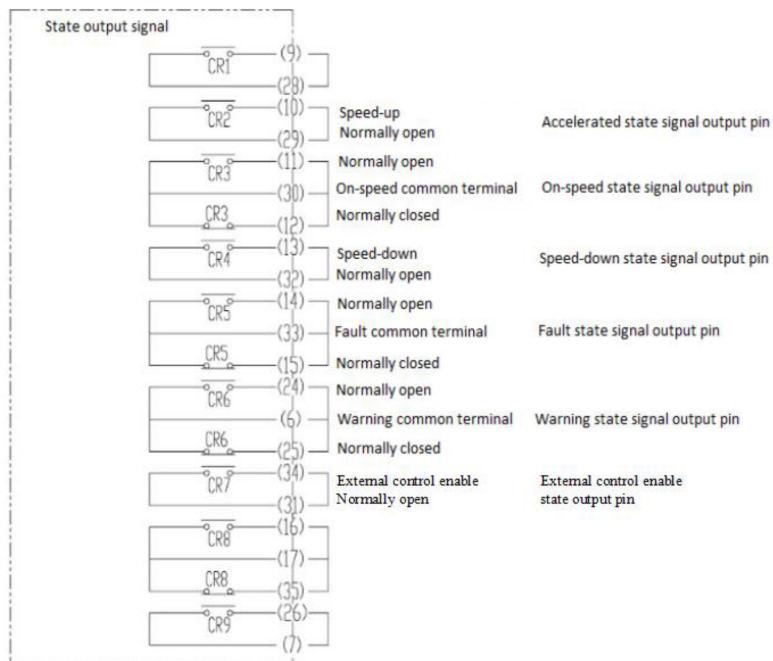 State output signal
CR1 (9)
(28)
CR2 (10) Speed-up
(29) Normally open Accelerated state signal output pin
CR3 (11) Normally open
(30) On-speed common terminal On-speed state signal output pin
CR3 (12) Normally closed
CR4 (13) Speed-down Speed-down state signal output pin
(32) Normally open
CR5 (14) Normally open
(33) Fault common terminal Fault state signal output pin
CR5 (15) Normally closed
CR6 (24) Normally open
(6) Warning common terminal Warning state signal output pin
CR6 (25) Normally closed
CR7 (34) External control enable External control enable
(31) Normally open state output pin
CR8 (16)
(17)
CR8 (35)
CR9 (26)
(7)